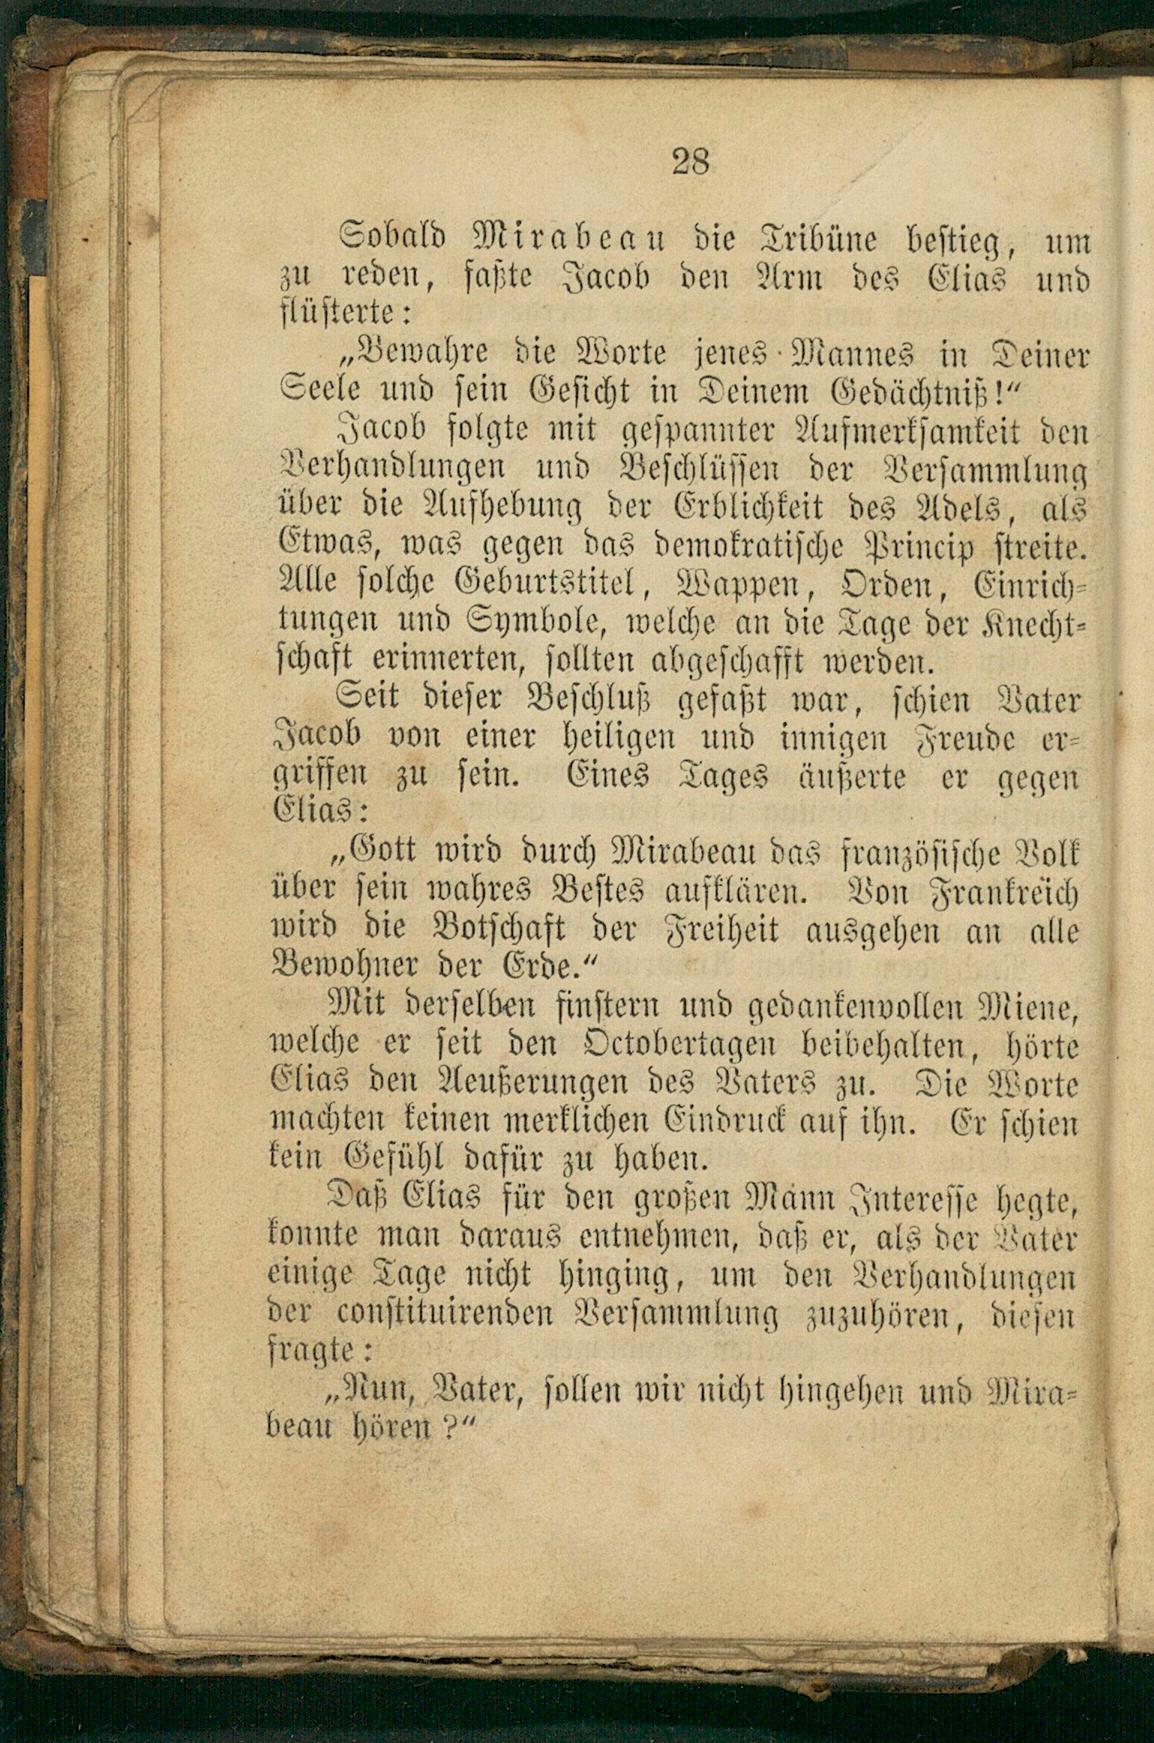 28
Sobald Mirabeau die Tribüne bestieg, um
zu reden, faßte Jacob den Arm des Elias und
flüsterte:
„Bewahre die Worte jenes Mannes in Deiner
Seele und sein Gesicht in Deinem Gedächtniß!“
Jacob folgte mit gespannter Aufmerksamkeit den
Verhandlungen und Beschlüssen der Versammlung
über die Aufhebung der Erblichkeit des Adels, als
Etwas, was gegen das demokratische Princip streite.
Alle solche Geburtstitel, Wappen, Orden, Einrich-
tungen und Symbole, welche an die Tage der Knecht-
schaft erinnerten, sollten abgeschafft werden.
Seit dieser Beschluß gefaßt war, schien Vater
Jacob von einer heiligen und innigen Freude er-
griffen zu sein. Eines Tages äußerte er gegen
Elias:
„Gott wird durch Mirabeau das französische Volk
über sein wahres Bestes aufklären. Von Frankreich
wird die Botschaft der Freiheit ausgehen an alle
Bewohner der Erde.“
Mit derselben finstern und gedankenvollen Miene,
welche er seit den Octobertagen beibehalten, hörte
Elias den Aeußerungen des Vaters zu. Die Worte
machten keinen merklichen Eindruck auf ihn. Er schien
kein Gefühl dafür zu haben.
Daß Elias für den großen Mann Interesse hegte,
konnte man daraus entnehmen, daß er, als der Vater
einige Tage nicht hinging, um den Verhandlungen
der constituirenden Versammlung zuzuhören, diesen
fragte:
„Nun, Vater, sollen wir nicht hingehen und Mira-
beau hören?“